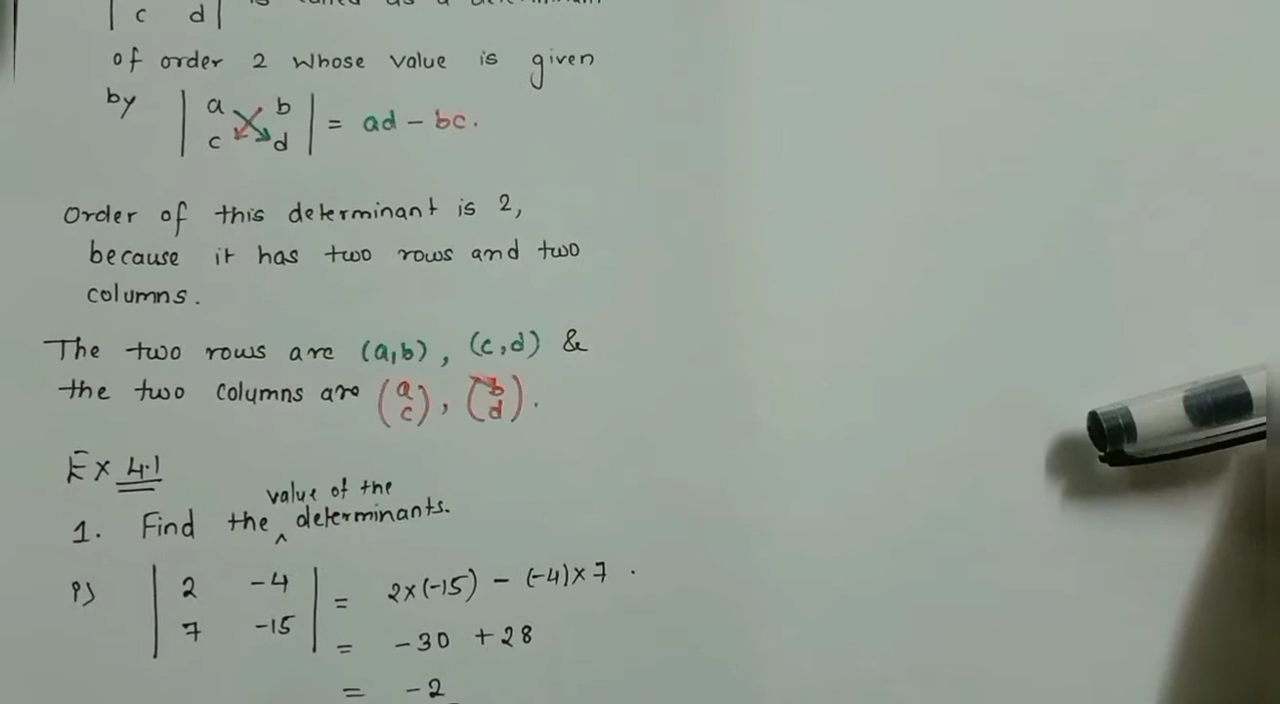 | c d |
of order 2 whose value is given
by | a b | = ad - bc.
| c d |
Order of this determinant is 2,
because it has two rows and two
columns.
The two rows are (a,b), (c,d) &
the two columns are (a c), (b d).
Ex 4.1
value of the
1. Find the ^ determinants.
i) | 2 -4 | = 2×(-15) - (-4)×7 .
| 7 -15 | = -30 + 28
= -2